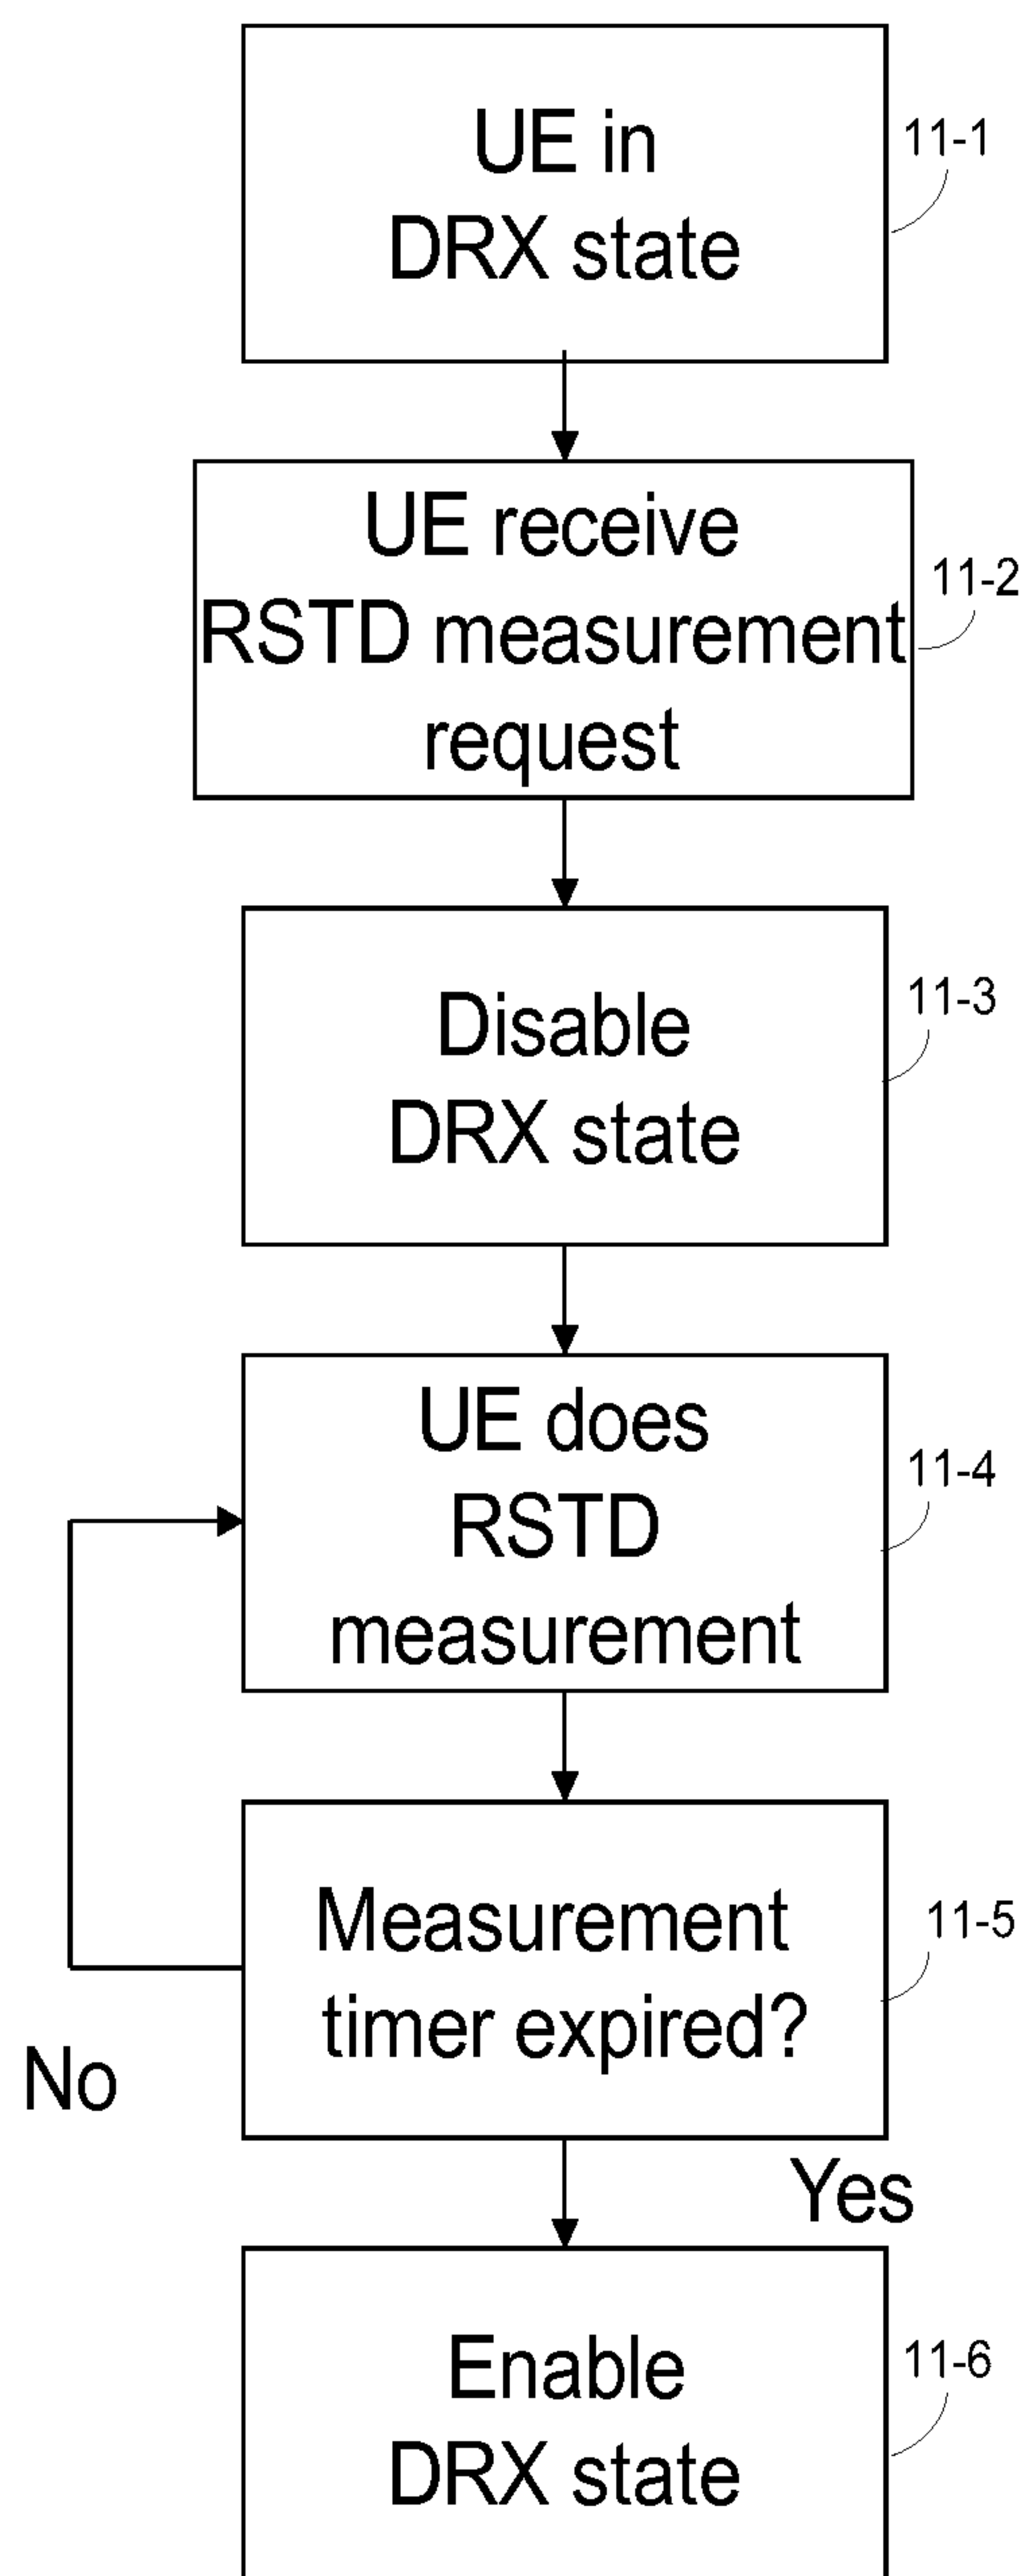 UE in
DRX state
11-1
UE receive
RSTD measurement
request
11-2
Disable
DRX state
11-3
UE does
RSTD
measurement
11-4
Measurement
timer expired?
11-5
No
Yes
Enable
DRX state
11-6